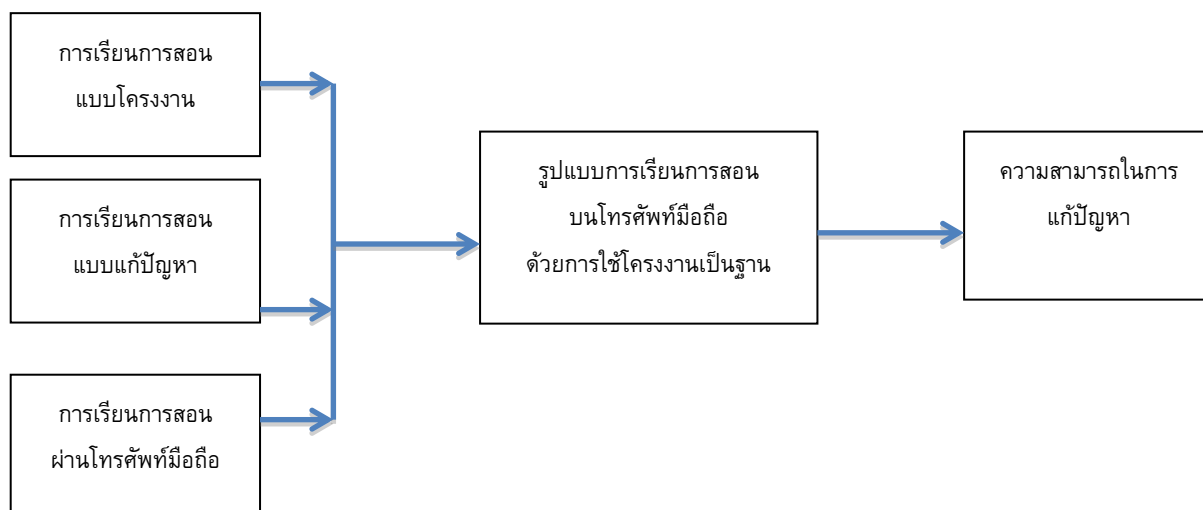 การเรียนการสอน
แบบโครงงาน
การเรียนการสอน
แบบแก้ปัญหา
การเรียนการสอน
ผ่านโทรศัพท์มือถือ
รูปแบบการเรียนการสอน
บนโทรศัพท์มือถือ
ด้วยการใช้โครงงานเป็นฐาน
ความสามารถในการ
แก้ปัญหา